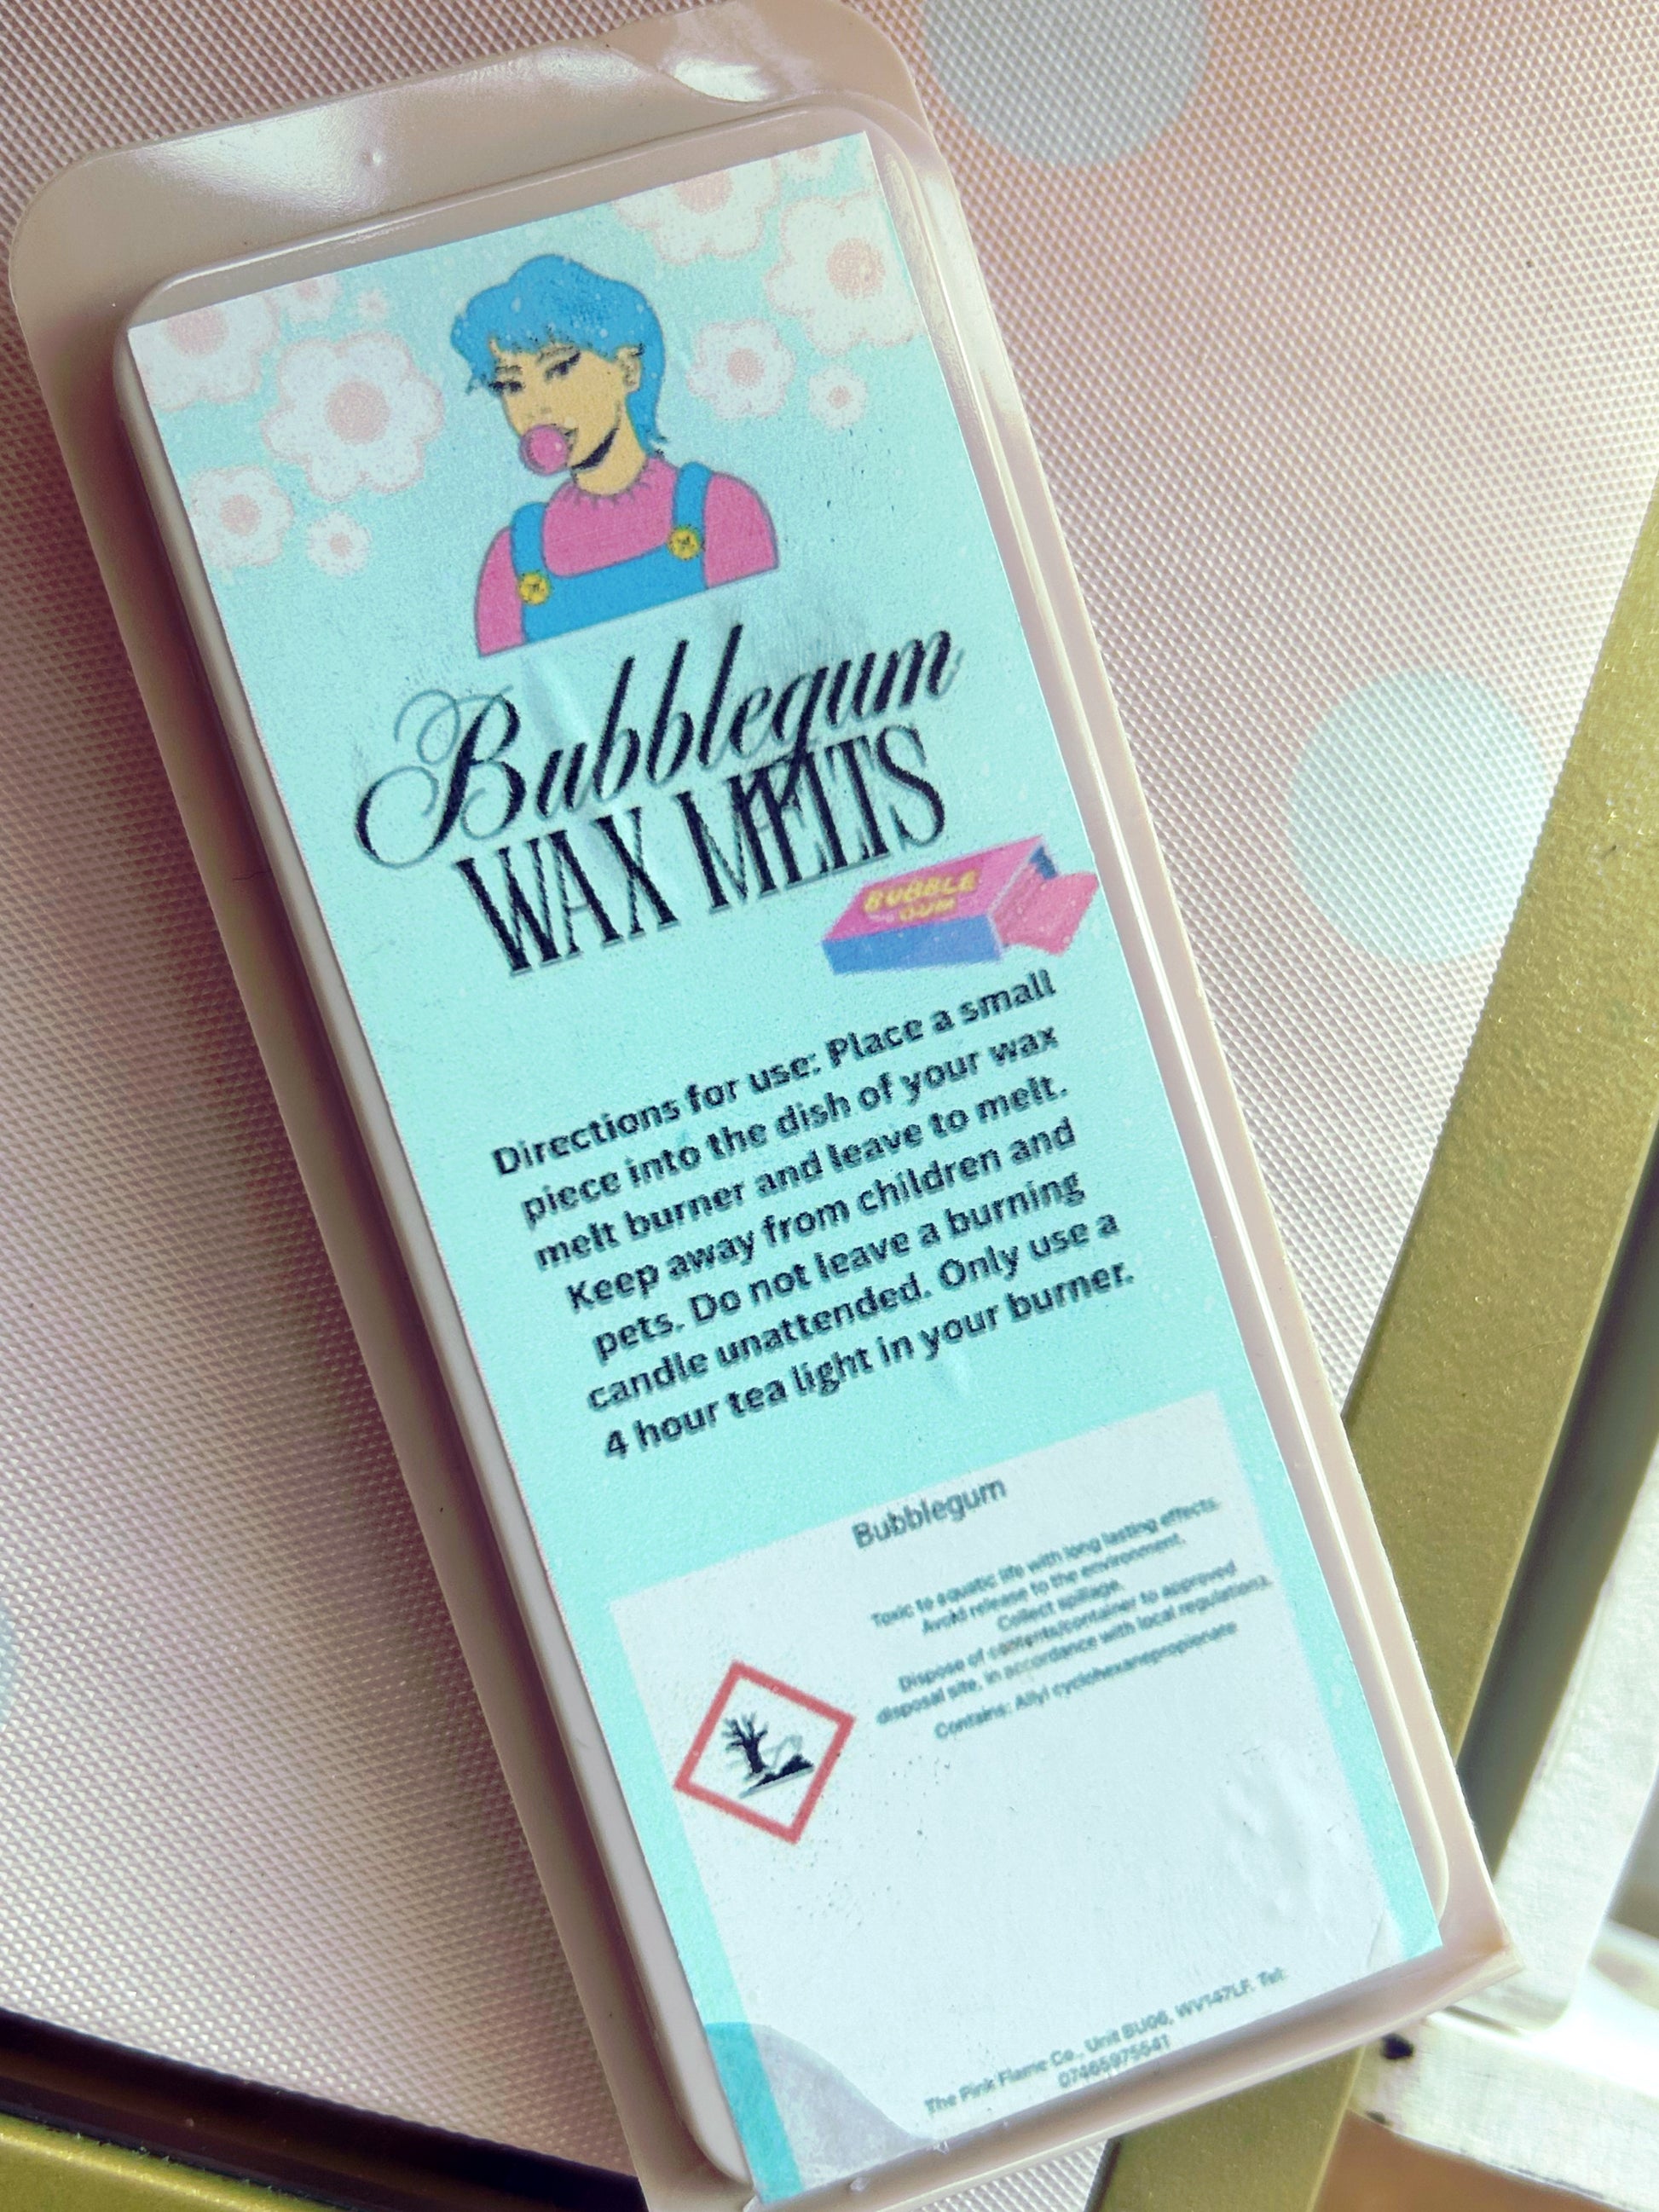 Bubblegum
WAX MELTS
BUBBLE
GUM
Directions for use: Place a small
piece into the dish of your wax
melt burner and leave to melt.
Keep away from children and
pets. Do not leave a burning
candle unattended. Only use a
4 hour tea light in your burner.
Bubblegum
Toxic to aquatic life with long lasting effects.
Avoid release to the environment.
Collect spillage.
Dispose of contents/container to approved
disposal site, in accordance with local regulations.
Contains: Allyl cyclohexanepropionate
The Pink Flame Co., Unit BU06, WV147LF. Tel:
07465975541